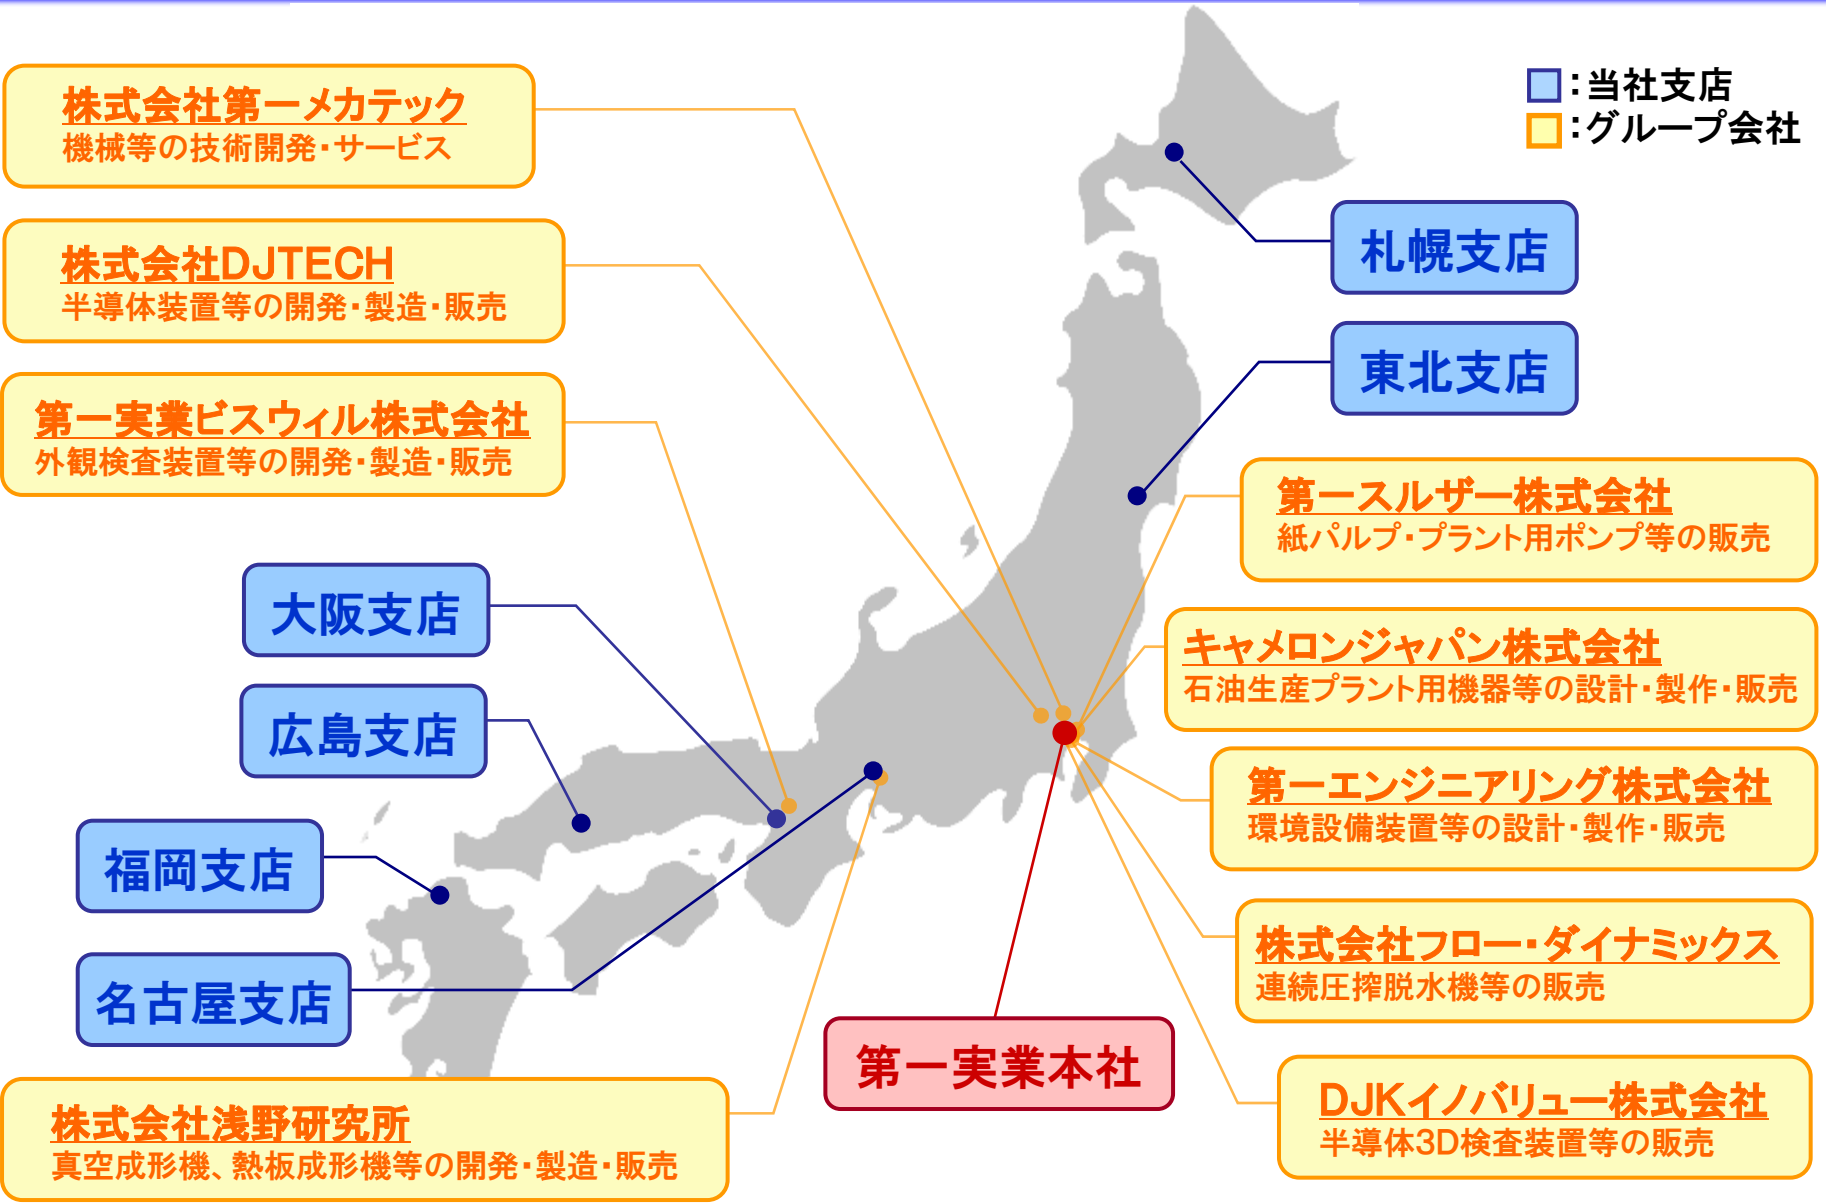 株式会社第一メカテック
機械等の技術開発・サービス
：当社支店
：グループ会社
株式会社DJTECH
半導体装置等の開発・製造・販売
札幌支店
東北支店
第一実業ビスウィル株式会社
外観検査装置等の開発・製造・販売
第一スルザー株式会社
紙パルプ・プラント用ポンプ等の販売
大阪支店
キャメロンジャパン株式会社
石油生産プラント用機器等の設計・製作・販売
広島支店
第一エンジニアリング株式会社
環境設備装置等の設計・製作・販売
福岡支店
株式会社フロー・ダイナミックス
連続圧搾脱水機等の販売
名古屋支店
第一実業本社
DJKイノバリュー株式会社
半導体3D検査装置等の販売
株式会社浅野研究所
真空成形機、熱板成形機等の開発・製造・販売